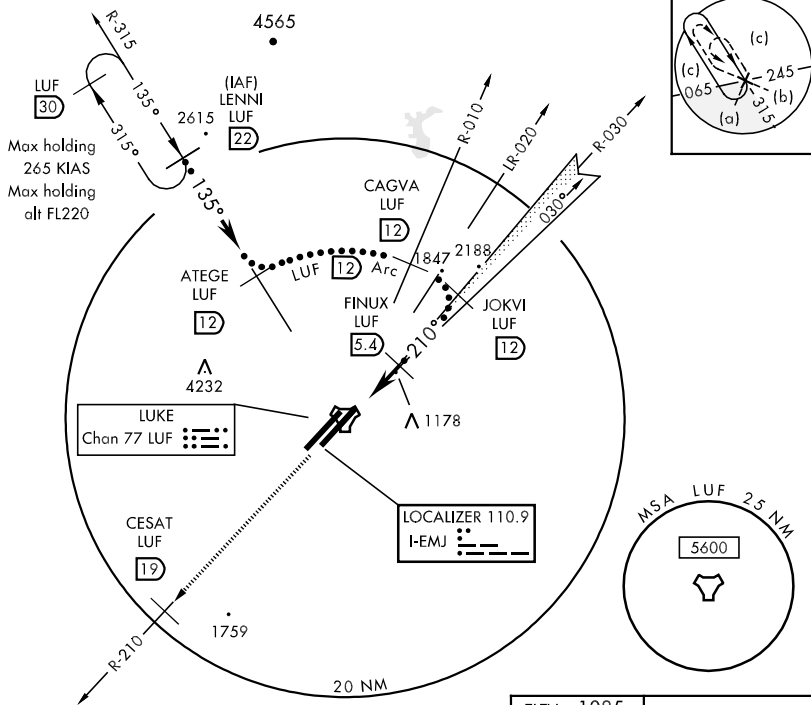 R-315
4565
LUF
30
135°
315°
(IAF)
LENNI
LUF
22
2615
Max holding
265 KIAS
Max holding
alt FL220
135°
(c)
(c)
245
065
(b)
(a)
315
R-010
LR-020
R-030
030°
CAGVA
LUF
12
1847
2188
LUF 12 Arc
ATEGE
LUF
12
FINUX
LUF
5.4
210°
JOKVI
LUF
12
4232
1178
LUKE
Chan 77 LUF
LOCALIZER 110.9
I-EMJ
CESAT
LUF
19
R-210
1759
20 NM
MSA LUF 25 NM
5600